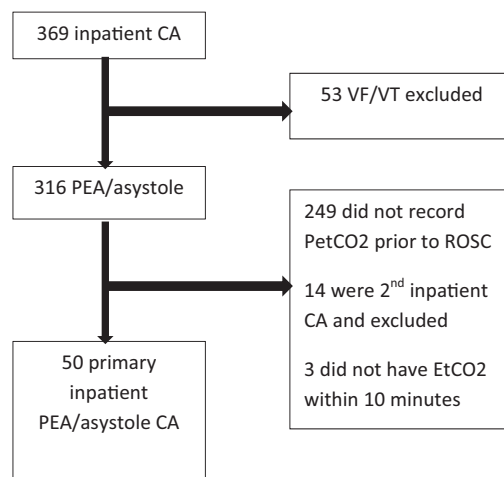 369 inpatient CA
53 VF/VT excluded
316 PEA/asystole
249 did not record
PetCO2 prior to ROSC
14 were 2nd inpatient
CA and excluded
3 did not have EtCO2
within 10 minutes
50 primary
inpatient
PEA/asystole CA